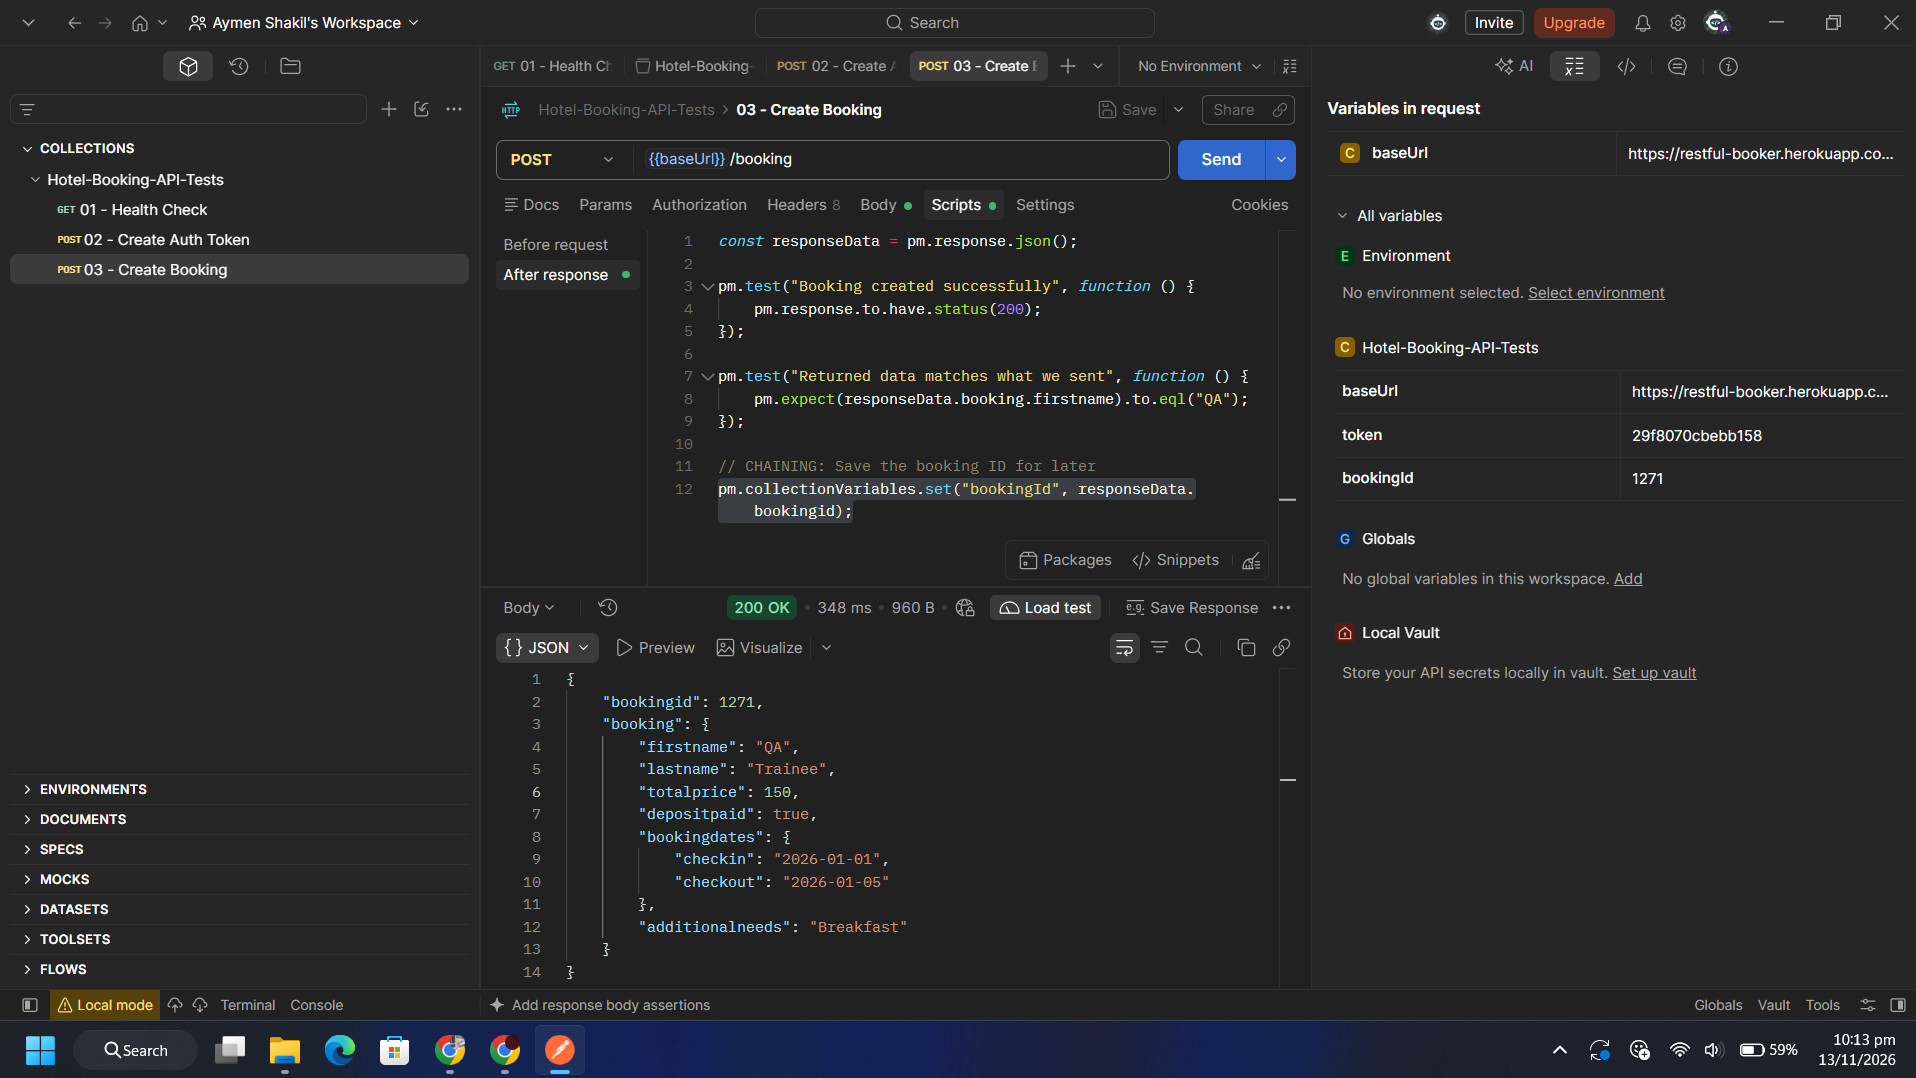 Aymen Shakil's Workspace
Search
Invite
Upgrade
COLLECTIONS
Hotel-Booking-API-Tests
GET 01 - Health Check
POST 02 - Create Auth Token
POST 03 - Create Booking
ENVIRONMENTS
DOCUMENTS
SPECS
MOCKS
DATASETS
TOOLSETS
FLOWS
GET 01 - Health Ch
Hotel-Booking-
POST 02 - Create A
POST 03 - Create B
No Environment
HTTP Hotel-Booking-API-Tests > 03 - Create Booking
Save
Share
POST
{{baseUrl}} /booking
Send
Docs
Params
Authorization
Headers 8
Body
Scripts
Settings
Cookies
Before request
After response
1 const responseData = pm.response.json();
2
3 pm.test("Booking created successfully", function () {
4 pm.response.to.have.status(200);
5 });
6
7 pm.test("Returned data matches what we sent", function () {
8 pm.expect(responseData.booking.firstname).to.eql("QA");
9 });
10
11 // CHAINING: Save the booking ID for later
12 pm.collectionVariables.set("bookingId", responseData.
bookingid);
Packages
Snippets
Body
200 OK
348 ms
960 B
Load test
e.g. Save Response
{} JSON
Preview
Visualize
1 {
2 "bookingid": 1271,
3 "booking": {
4 "firstname": "QA",
5 "lastname": "Trainee",
6 "totalprice": 150,
7 "depositpaid": true,
8 "bookingdates": {
9 "checkin": "2026-01-01",
10 "checkout": "2026-01-05"
11 },
12 "additionalneeds": "Breakfast"
13 }
14 }
AI
Variables in request
C baseUrl https://restful-booker.herokuapp.co...
All variables
E Environment
No environment selected. Select environment
C Hotel-Booking-API-Tests
baseUrl https://restful-booker.herokuapp.c...
token 29f8070cbebb158
bookingId 1271
G Globals
No global variables in this workspace. Add
Local Vault
Store your API secrets locally in vault. Set up vault
Local mode
Terminal
Console
Add response body assertions
Globals
Vault
Tools
Search
59%
10:13 pm
13/11/2026